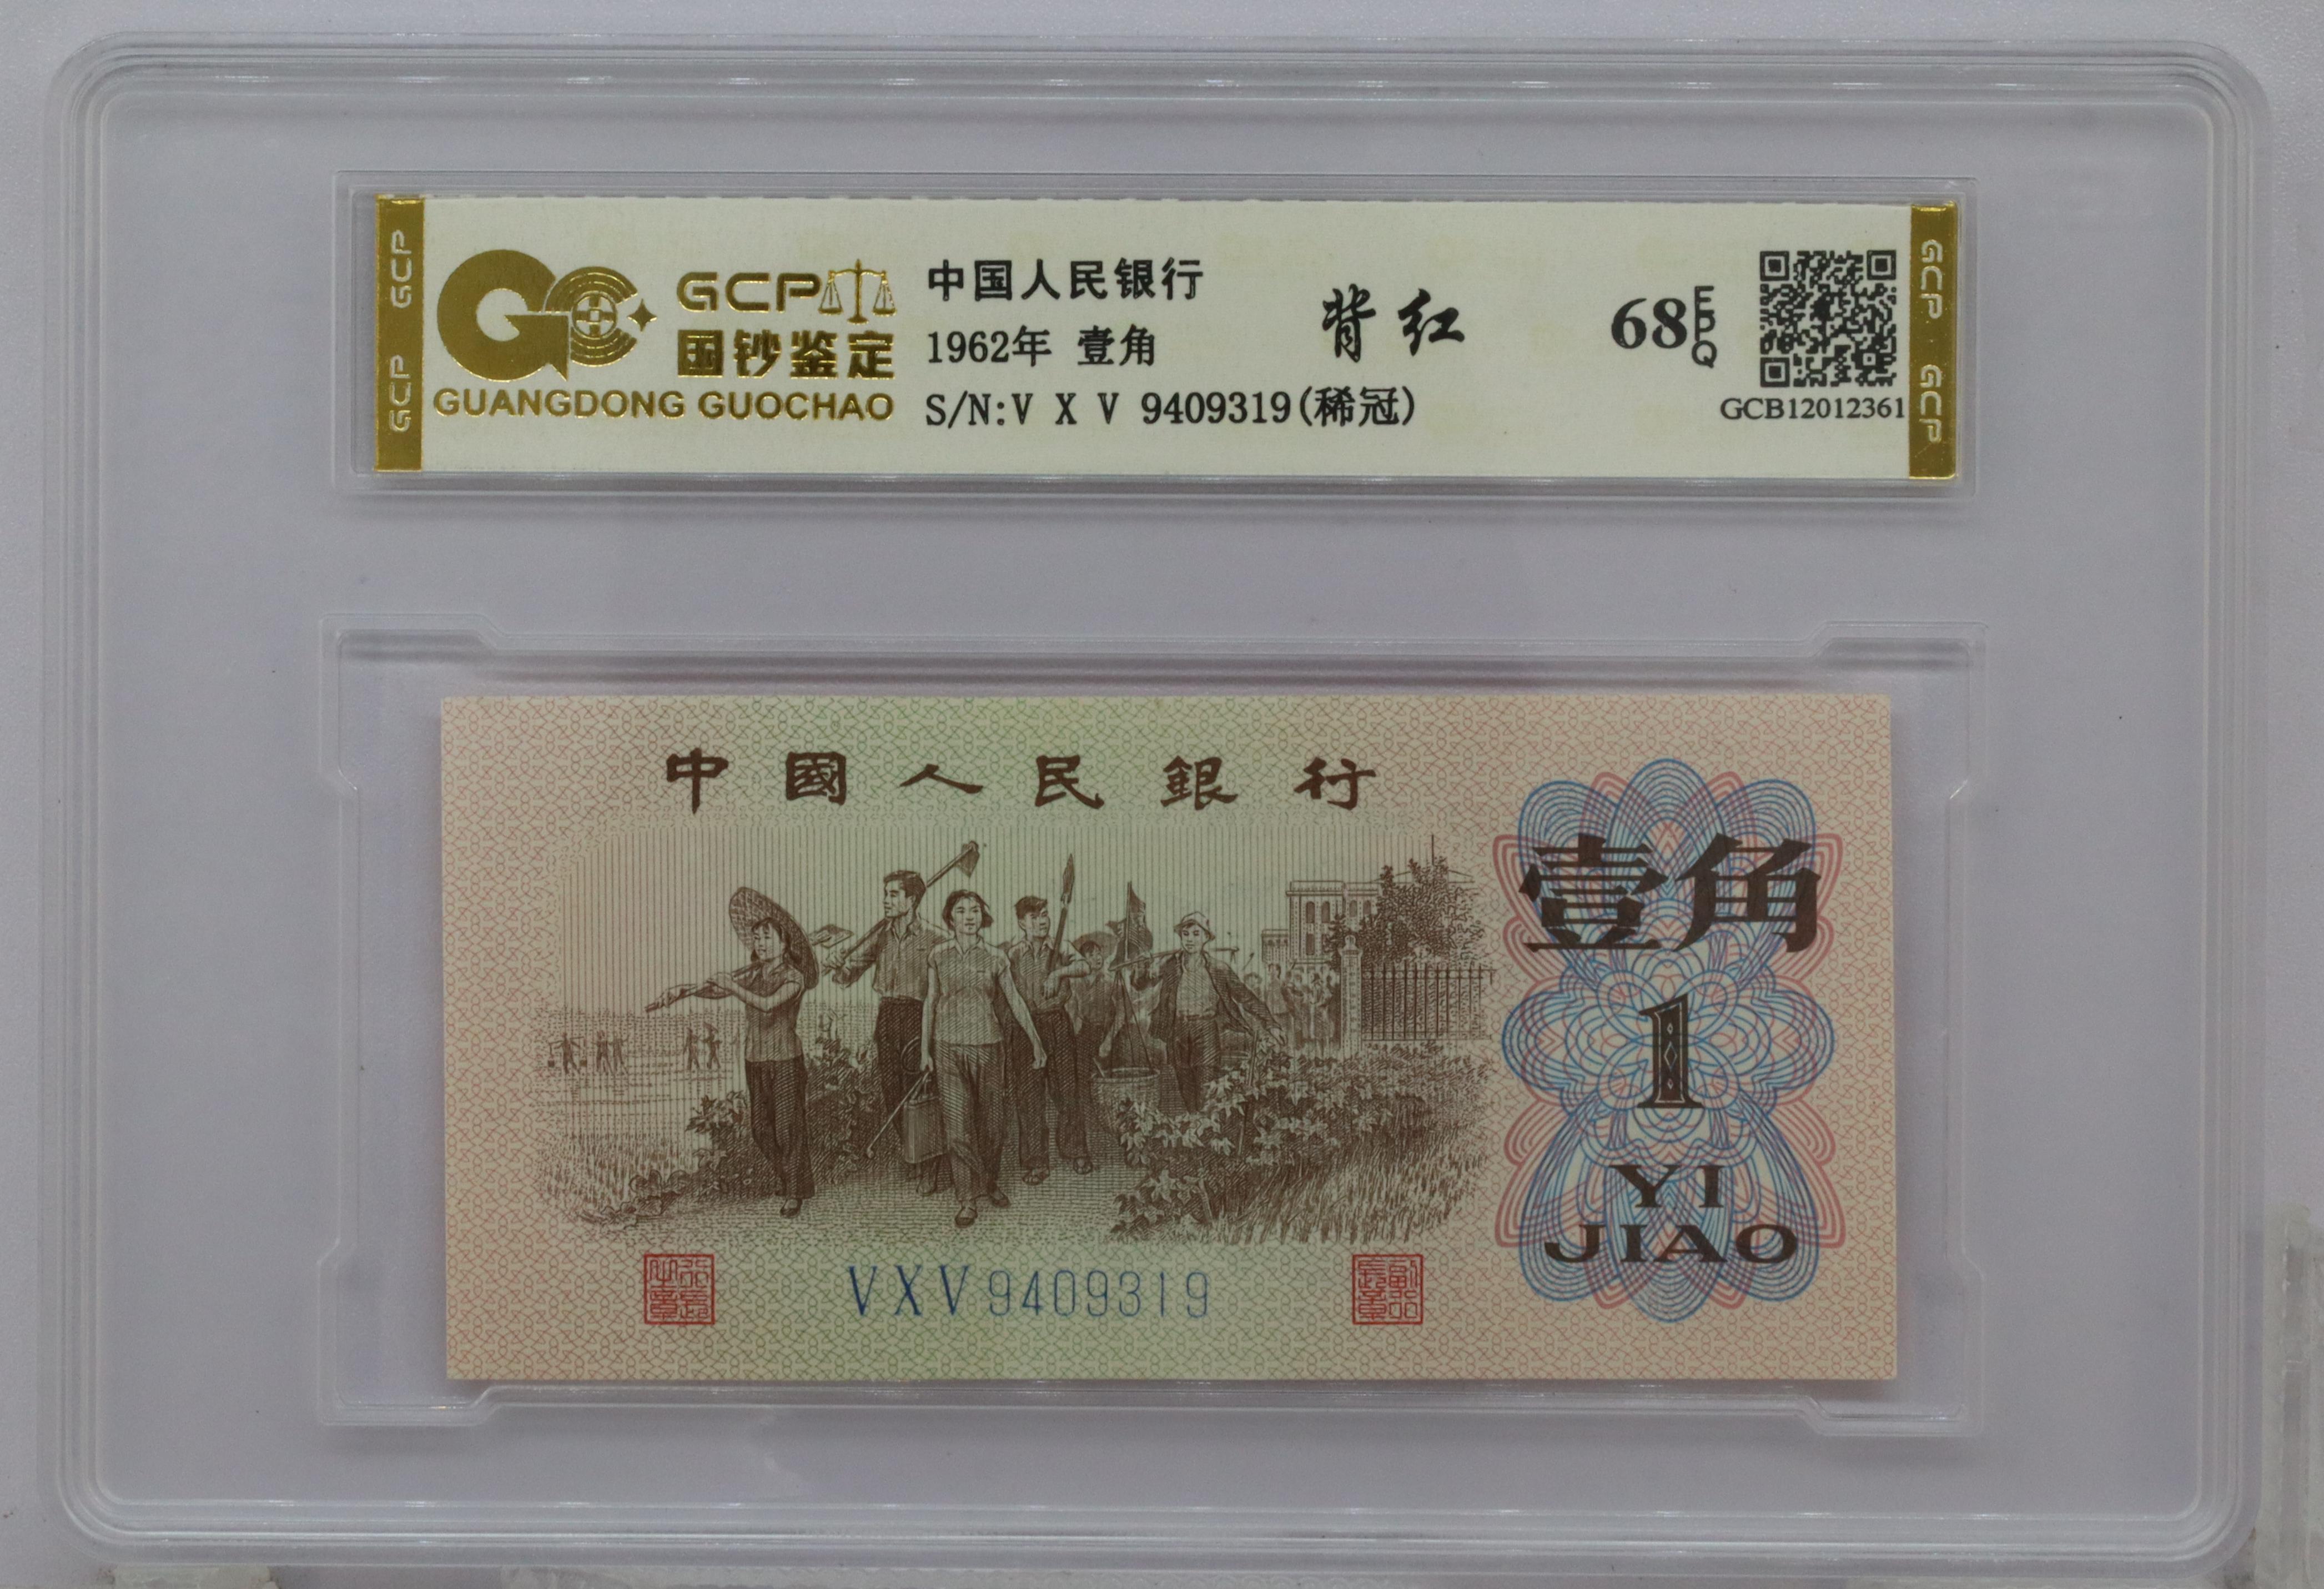 GCP GCP
GCP
国钞鉴定
GUANGDONG GUOCHAO
中国人民银行
1962年 壹角
S/N:V X V 9409319(稀冠)
背红
68 EPQ
GCB12012361
GCP · GCP
中國人民銀行
壹角
1
YI
JIAO
VXV9409319